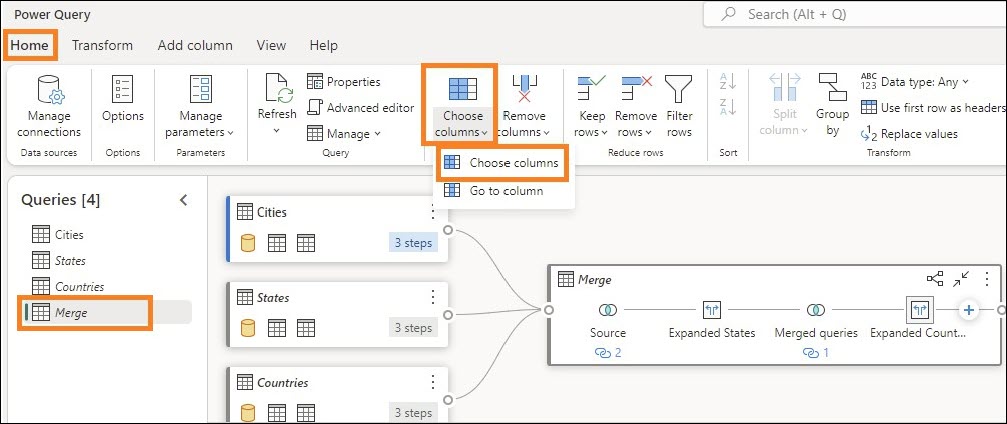 Power Query
Search (Alt + Q)
Home Transform Add column View Help
Manage
connections
Data sources
Options
Options
Manage
parameters
Parameters
Refresh
Properties
Advanced editor
Manage
Query
Choose
columns
Remove
columns
Keep
rows
Remove
rows
Filter
rows
Reduce rows
A
Z
Z
A
Sort
Split
column
Group
by
ABC
123
Data type: Any
Use first row as headers
1
2
Replace values
Transform
Choose columns
Go to column
Queries [4]
Cities
States
Countries
Merge
Cities
3 steps
States
3 steps
Countries
3 steps
Merge
Source
2
Expanded States
Merged queries
1
Expanded Count...